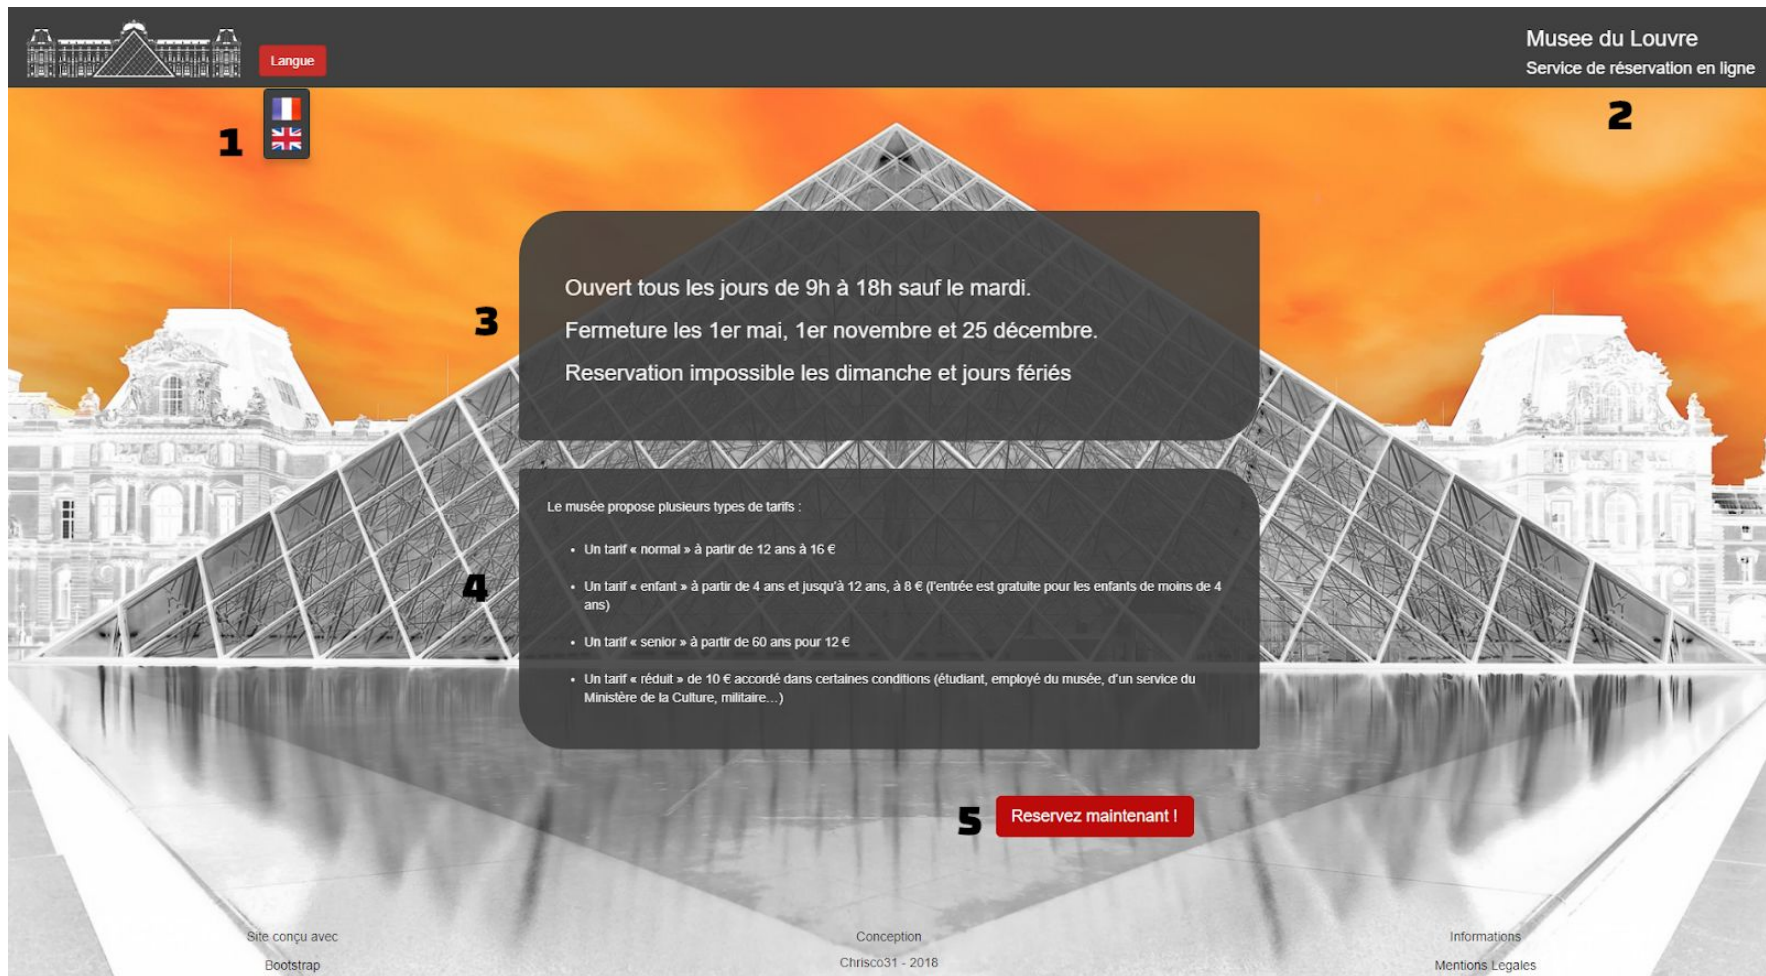 Langue
Musee du Louvre
Service de réservation en ligne
1
2
3
Ouvert tous les jours de 9h à 18h sauf le mardi.
Fermeture les 1er mai, 1er novembre et 25 décembre.
Reservation impossible les dimanche et jours fériés
4
Le musée propose plusieurs types de tarifs :
• Un tarif « normal » à partir de 12 ans à 16 €
• Un tarif « enfant » à partir de 4 ans et jusqu'à 12 ans, à 8 € (l'entrée est gratuite pour les enfants de moins de 4
ans)
• Un tarif « senior » à partir de 60 ans pour 12 €
• Un tarif « réduit » de 10 € accordé dans certaines conditions (étudiant, employé du musée, d'un service du
Ministère de la Culture, militaire…)
5
Reservez maintenant !
Site conçu avec
Bootstrap
Conception
Chrisco31 - 2018
Informations
Mentions Legales